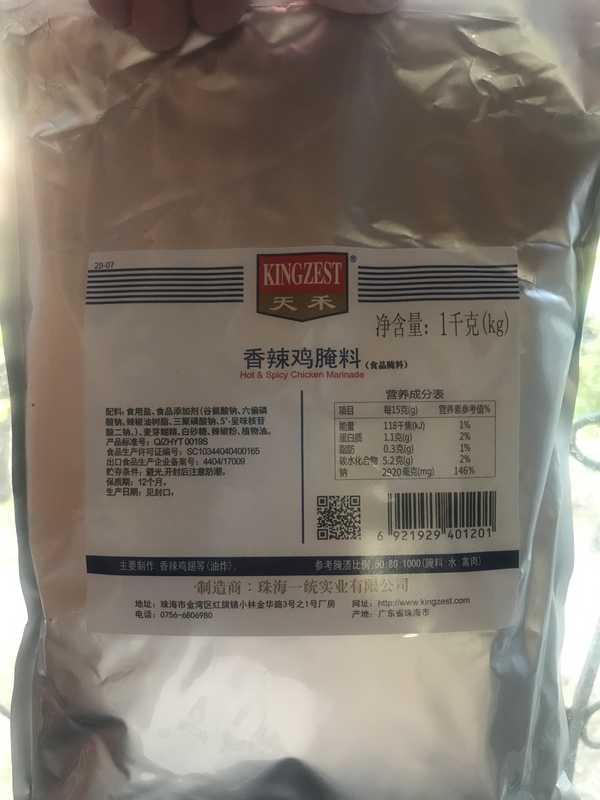 20-07
KINGZEST
®
天禾
净含量：1千克(kg)
香辣鸡腌料(食品腌料)
Hot & Spicy Chicken Marinade
配料：食用盐、食品添加剂(谷氨酸钠、六偏磷
酸钠、辣椒油树脂、三聚磷酸钠、5'-呈味核苷
酸二钠、)、麦芽糊精、白砂糖、辣椒粉、植物油。
产品标准号：Q/ZHYT 0019S
食品生产许可证编号：SC10344040400165
出口食品生产企业备案号：4404/17009
贮存条件：避光,开封后注意防潮。
保质期：12个月。
生产日期：见封口。
营养成分表
项目 每15克(g) 营养素参考值%
能量 118千焦(kJ) 1%
蛋白质 1.1克(g) 2%
脂肪 0.3克(g) 1%
碳水化合物 5.2克(g) 2%
钠 2920毫克(mg) 146%
6 921929 401201
主要制作:香辣鸡翅等(油炸)。
参考腌渍比例:60:80:1000(腌料:水:禽肉)
制造商：珠海一统实业有限公司
地址：珠海市金湾区红旗镇小林金华路3号之1号厂房
网址：http://www.kingzest.com
电话：0756-6806980
产地：广东省珠海市